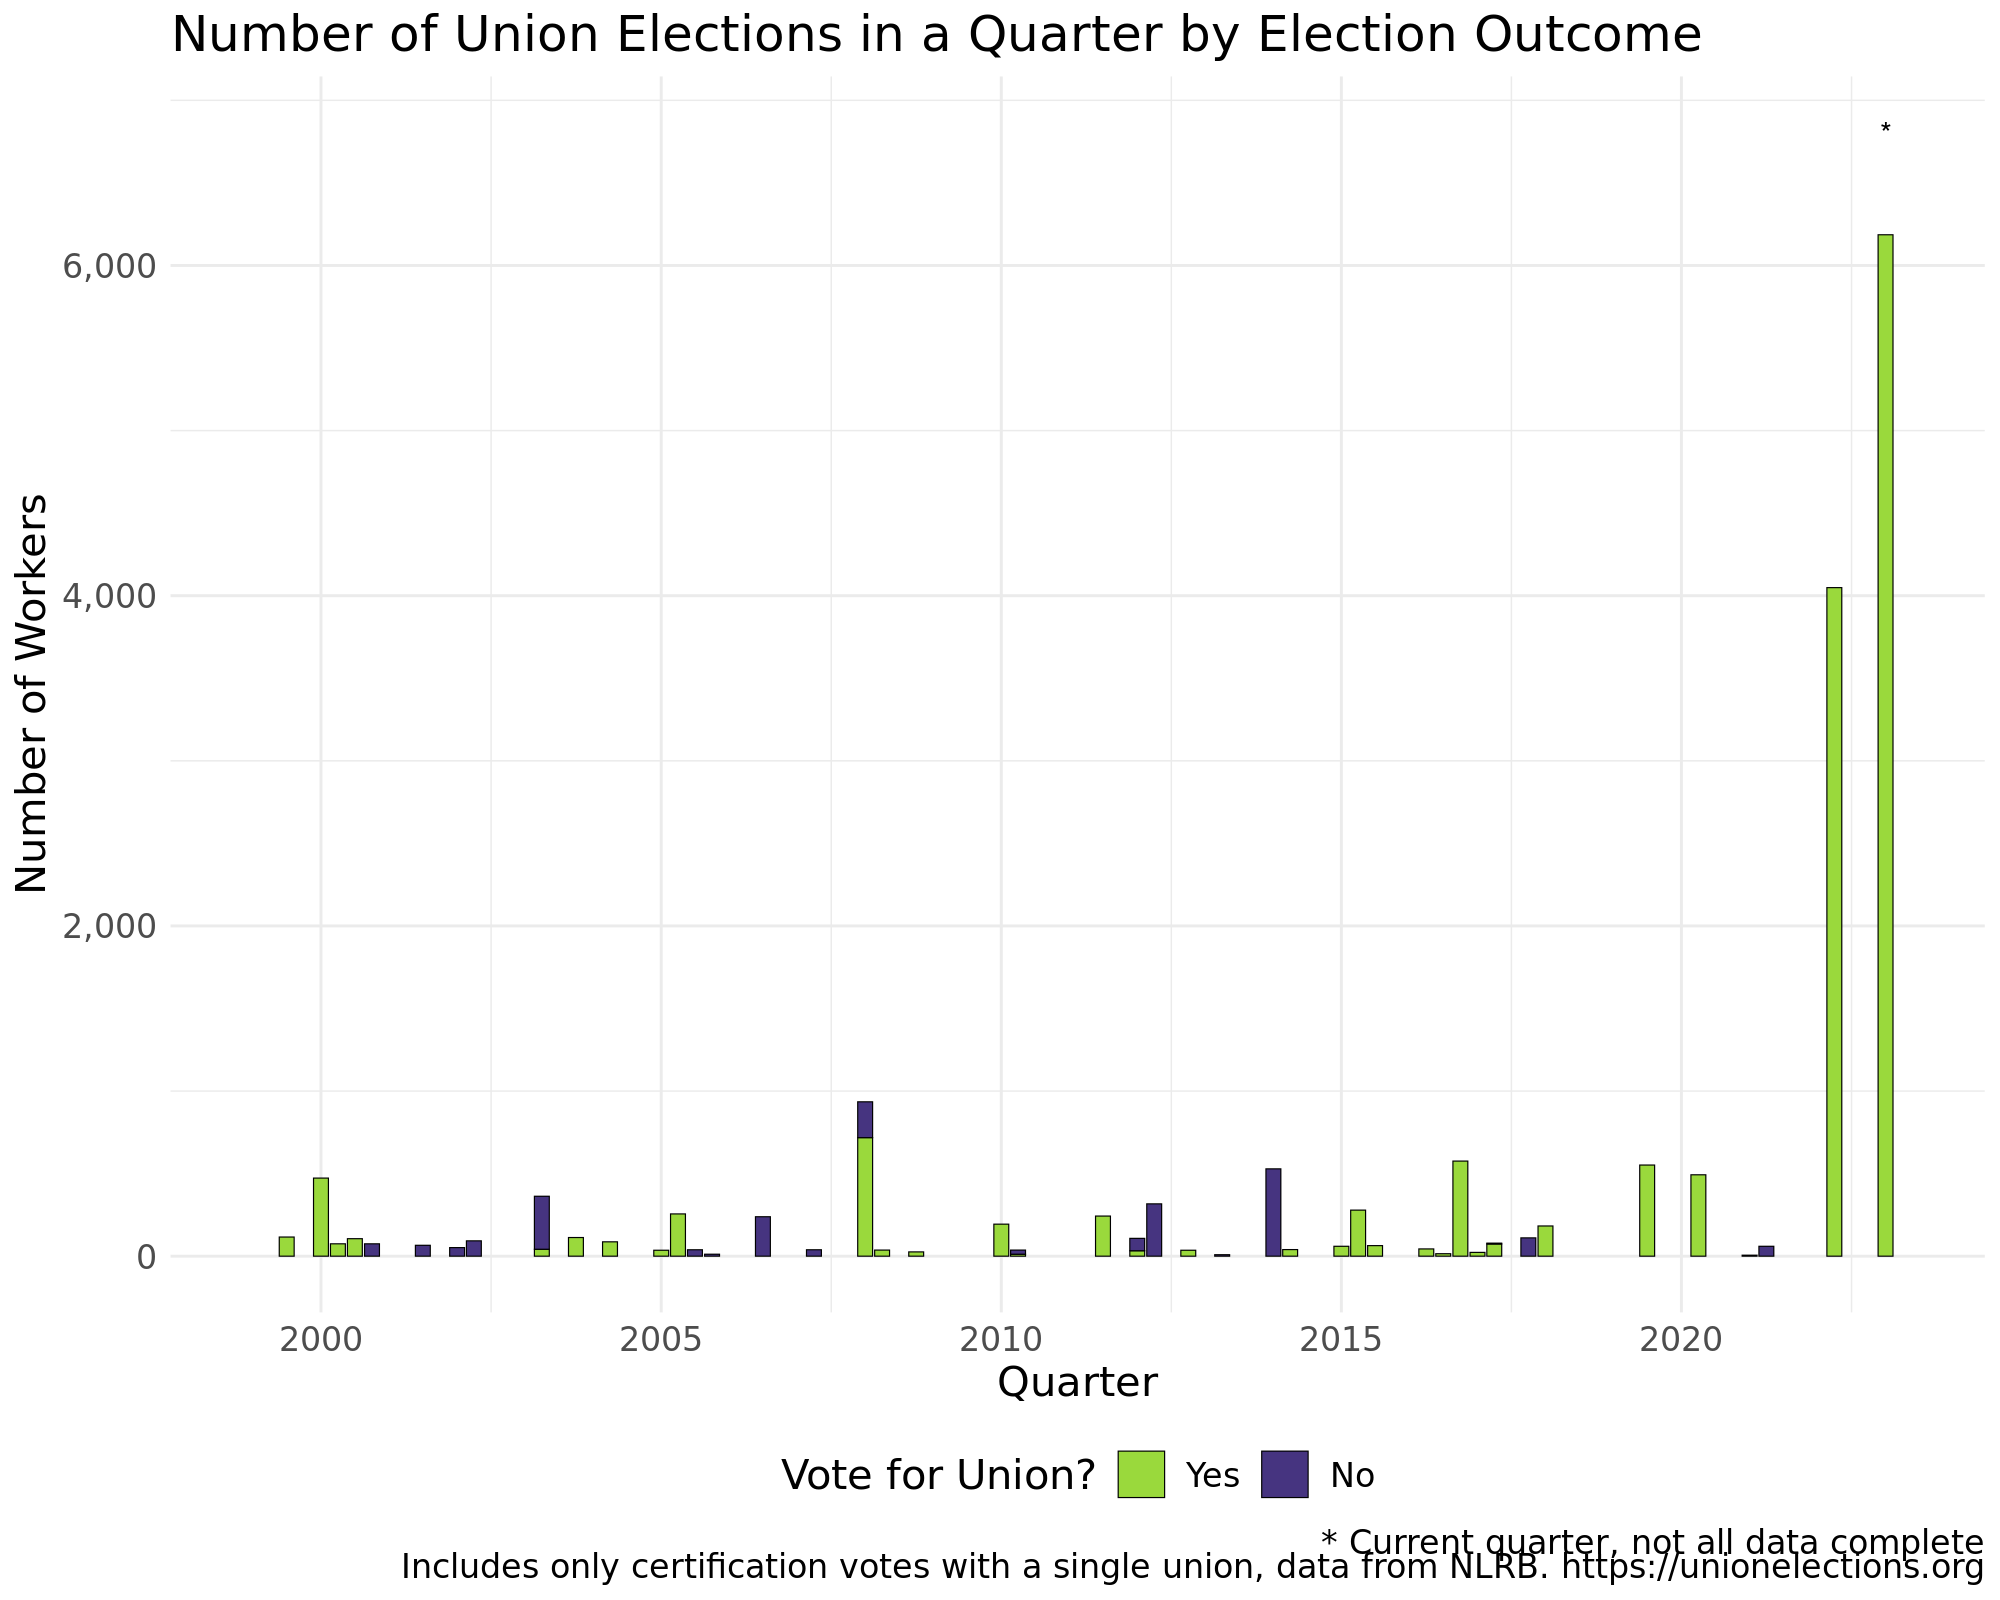 Number of Union Elections in a Quarter by Election Outcome
*
6,000
4,000
2,000
0
Number of Workers
2000 2005 2010 2015 2020
Quarter
Vote for Union? Yes No
* Current quarter, not all data complete
Includes only certification votes with a single union, data from NLRB. https://unionelections.org